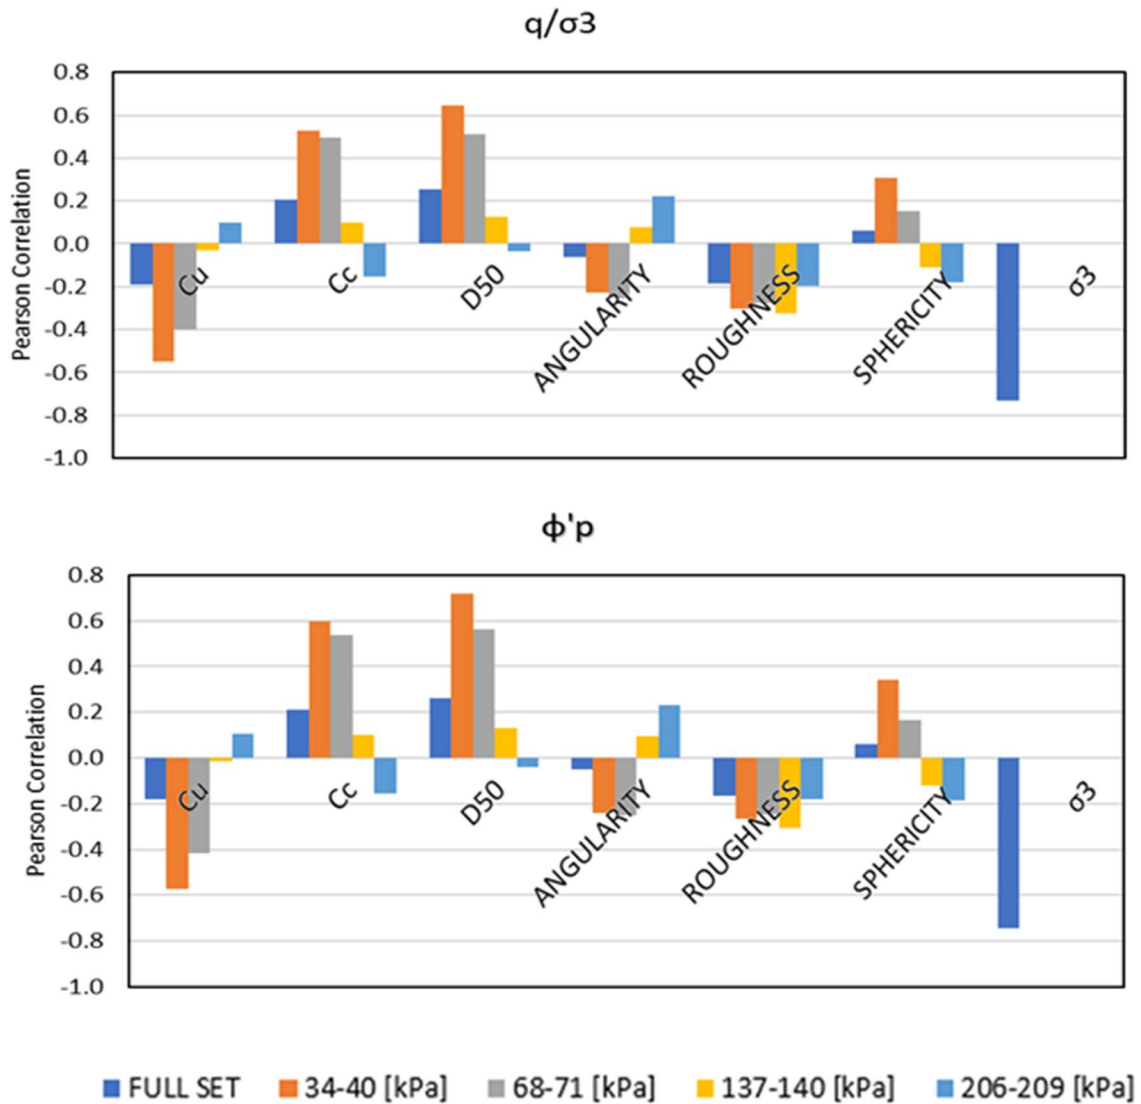 q/σ3
Pearson Correlation
0.8
0.6
0.4
0.2
0.0
-0.2
-0.4
-0.6
-0.8
-1.0
Cu
Cc
D50
ANGULARITY
ROUGHNESS
SPHERICITY
σ3
ф'p
Pearson Correlation
0.8
0.6
0.4
0.2
0.0
-0.2
-0.4
-0.6
-0.8
-1.0
Cu
Cc
D50
ANGULARITY
ROUGHNESS
SPHERICITY
σ3
FULL SET 34-40 [kPa] 68-71 [kPa] 137-140 [kPa] 206-209 [kPa]